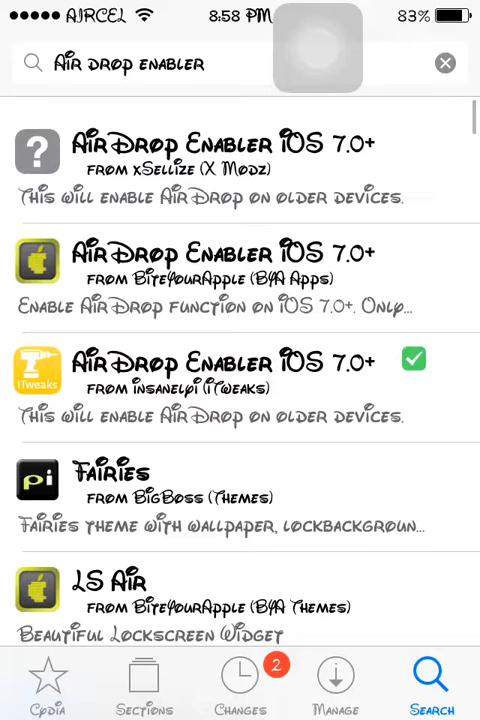 AIRCEL 8:58 PM 83%
Air drop enabler
AirDrop Enabler iOS 7.0+
from xSellize (X Modz)
This will enable AirDrop on older devices.
AirDrop Enabler iOS 7.0+
from BiteYourApple (BYA Apps)
Enable AirDrop function on iOS 7.0+. Only...
AirDrop Enabler iOS 7.0+
iTweaks
from insanelyi (iTweaks)
This will enable AirDrop on older devices.
Fairies
pi
from BigBoss (Themes)
Fairies theme with wallpaper, lockbackgroun...
LS Air
from BiteYourApple (BYA Themes)
Beautiful Lockscreen Widget
2
Cydia Sections Changes Manage Search